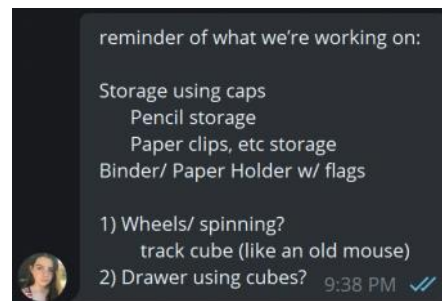 reminder of what we're working on:
Storage using caps
Pencil storage
Paper clips, etc storage
Binder/ Paper Holder w/ flags
1) Wheels/ spinning?
track cube (like an old mouse)
2) Drawer using cubes?
9:38 PM